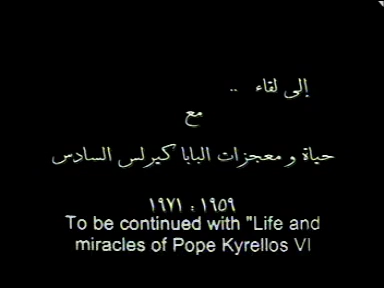 إلى لقاء ..
مع
حياة و معجزات البابا كيرلس السادس
١٩٥٩ : ١٩٧١
To be continued with "Life and
miracles of Pope Kyrellos VI